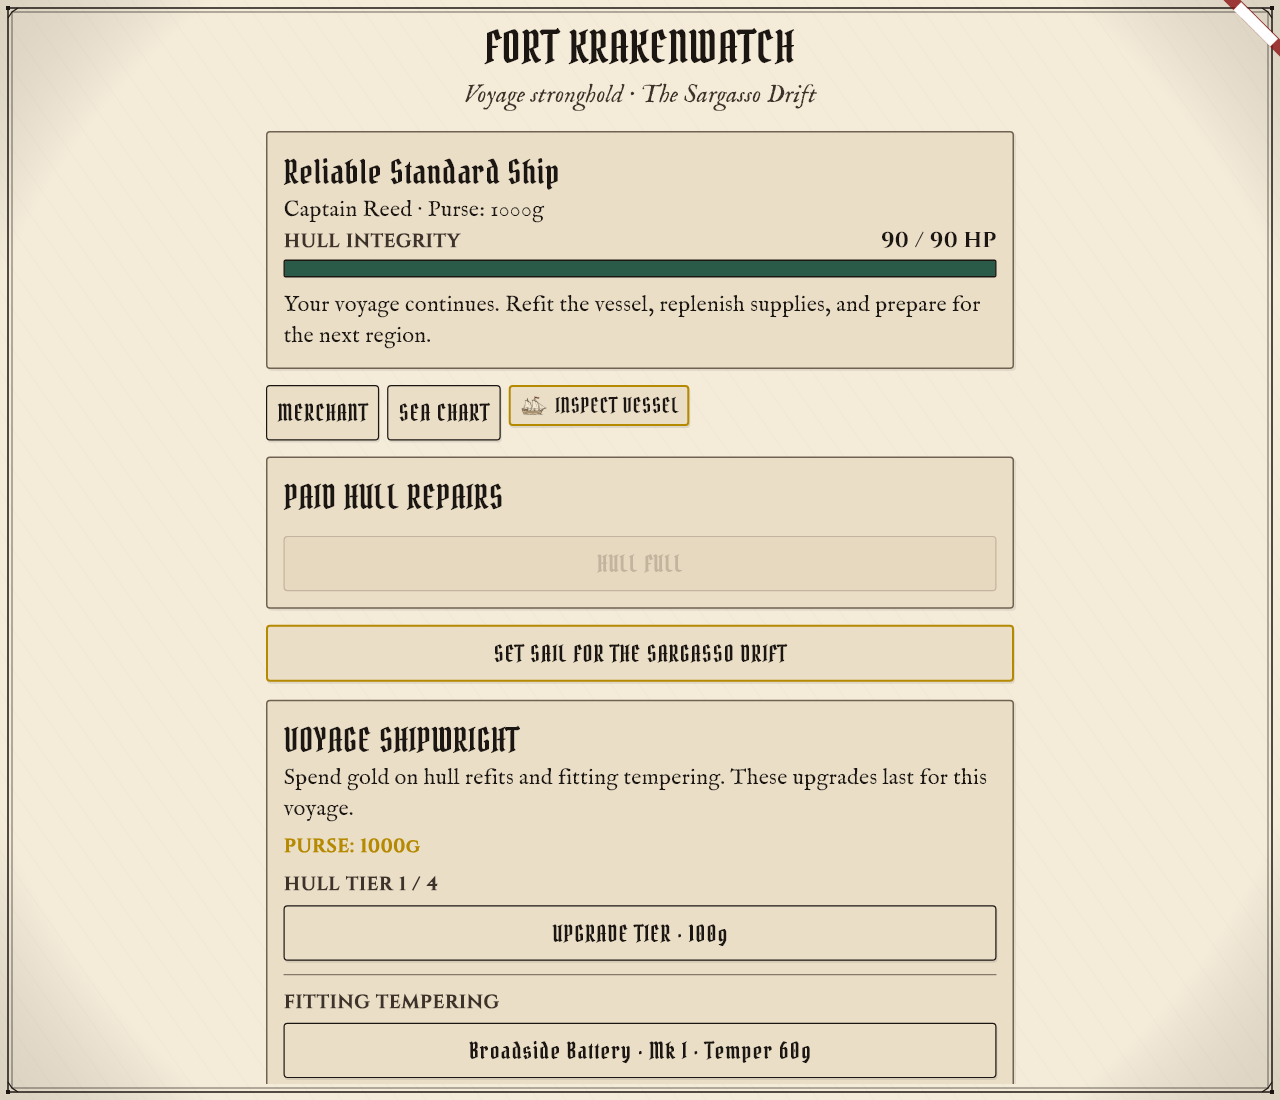 FORT KRAKENWATCH
Voyage stronghold · The Sargasso Drift
Reliable Standard Ship
Captain Reed · Purse: 1000g
HULL INTEGRITY 90 / 90 HP
Your voyage continues. Refit the vessel, replenish supplies, and prepare for
the next region.
MERCHANT SEA CHART INSPECT VESSEL
PAID HULL REPAIRS
HULL FULL
SET SAIL FOR THE SARGASSO DRIFT
VOYAGE SHIPWRIGHT
Spend gold on hull refits and fitting tempering. These upgrades last for this
voyage.
PURSE: 1000G
HULL TIER 1 / 4
UPGRADE TIER · 100g
FITTING TEMPERING
Broadside Battery · Mk 1 · Temper 60g